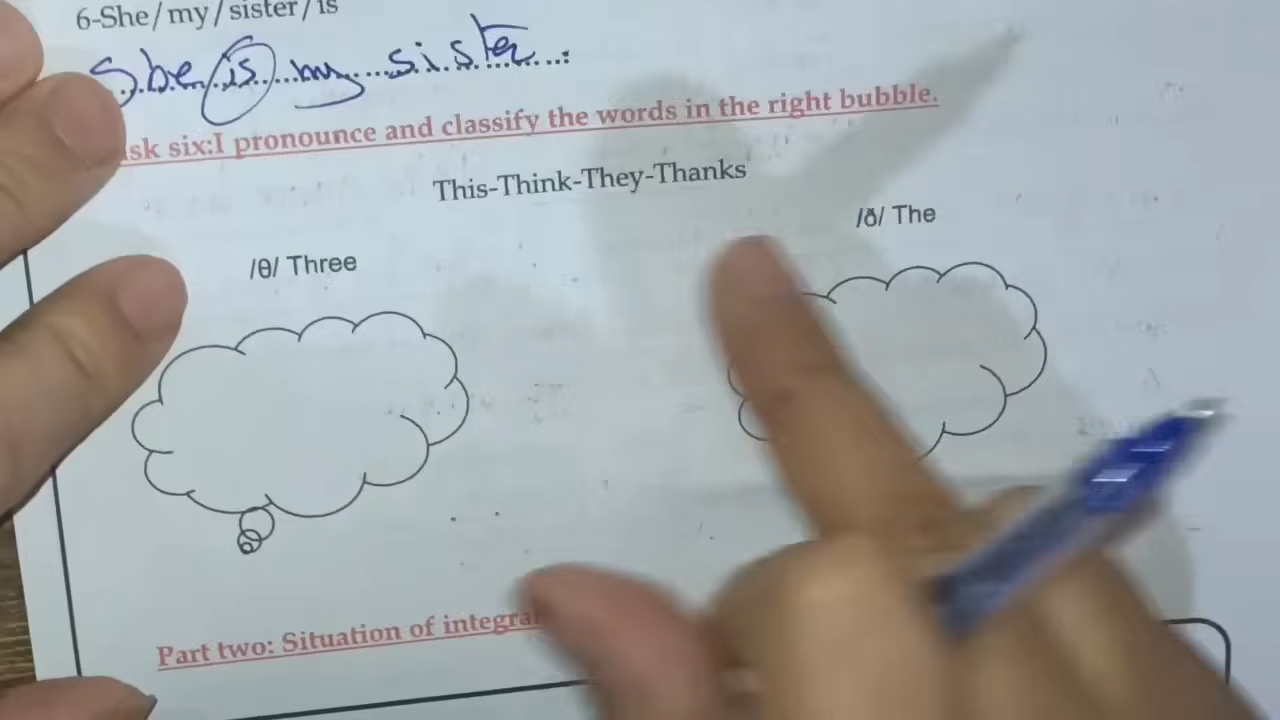 6-She/my/sister/is
She is my sister
sk six:I pronounce and classify the words in the right bubble.
This-Think-They-Thanks
/ð/ The
/θ/ Three
Part two: Situation of integra